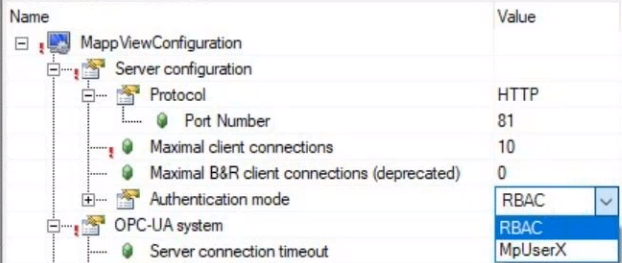 Name Value
MappViewConfiguration
Server configuration
Protocol HTTP
Port Number 81
Maximal client connections 10
Maximal B&R client connections (deprecated) 0
Authentication mode RBAC
OPC-UA system RBAC
Server connection timeout MpUserX